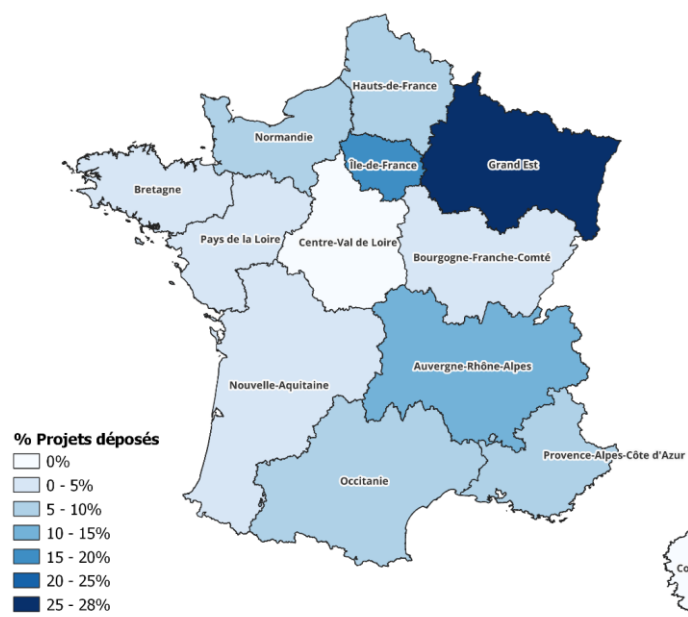 Hauts-de-France
Normandie
Île-de-France
Grand Est
Bretagne
Pays de la Loire
Centre-Val de Loire
Bourgogne-Franche-Comté
Auvergne-Rhône-Alpes
Nouvelle-Aquitaine
Provence-Alpes-Côte d'Azur
Occitanie
% Projets déposés
0%
0 - 5%
5 - 10%
10 - 15%
15 - 20%
20 - 25%
25 - 28%
Co